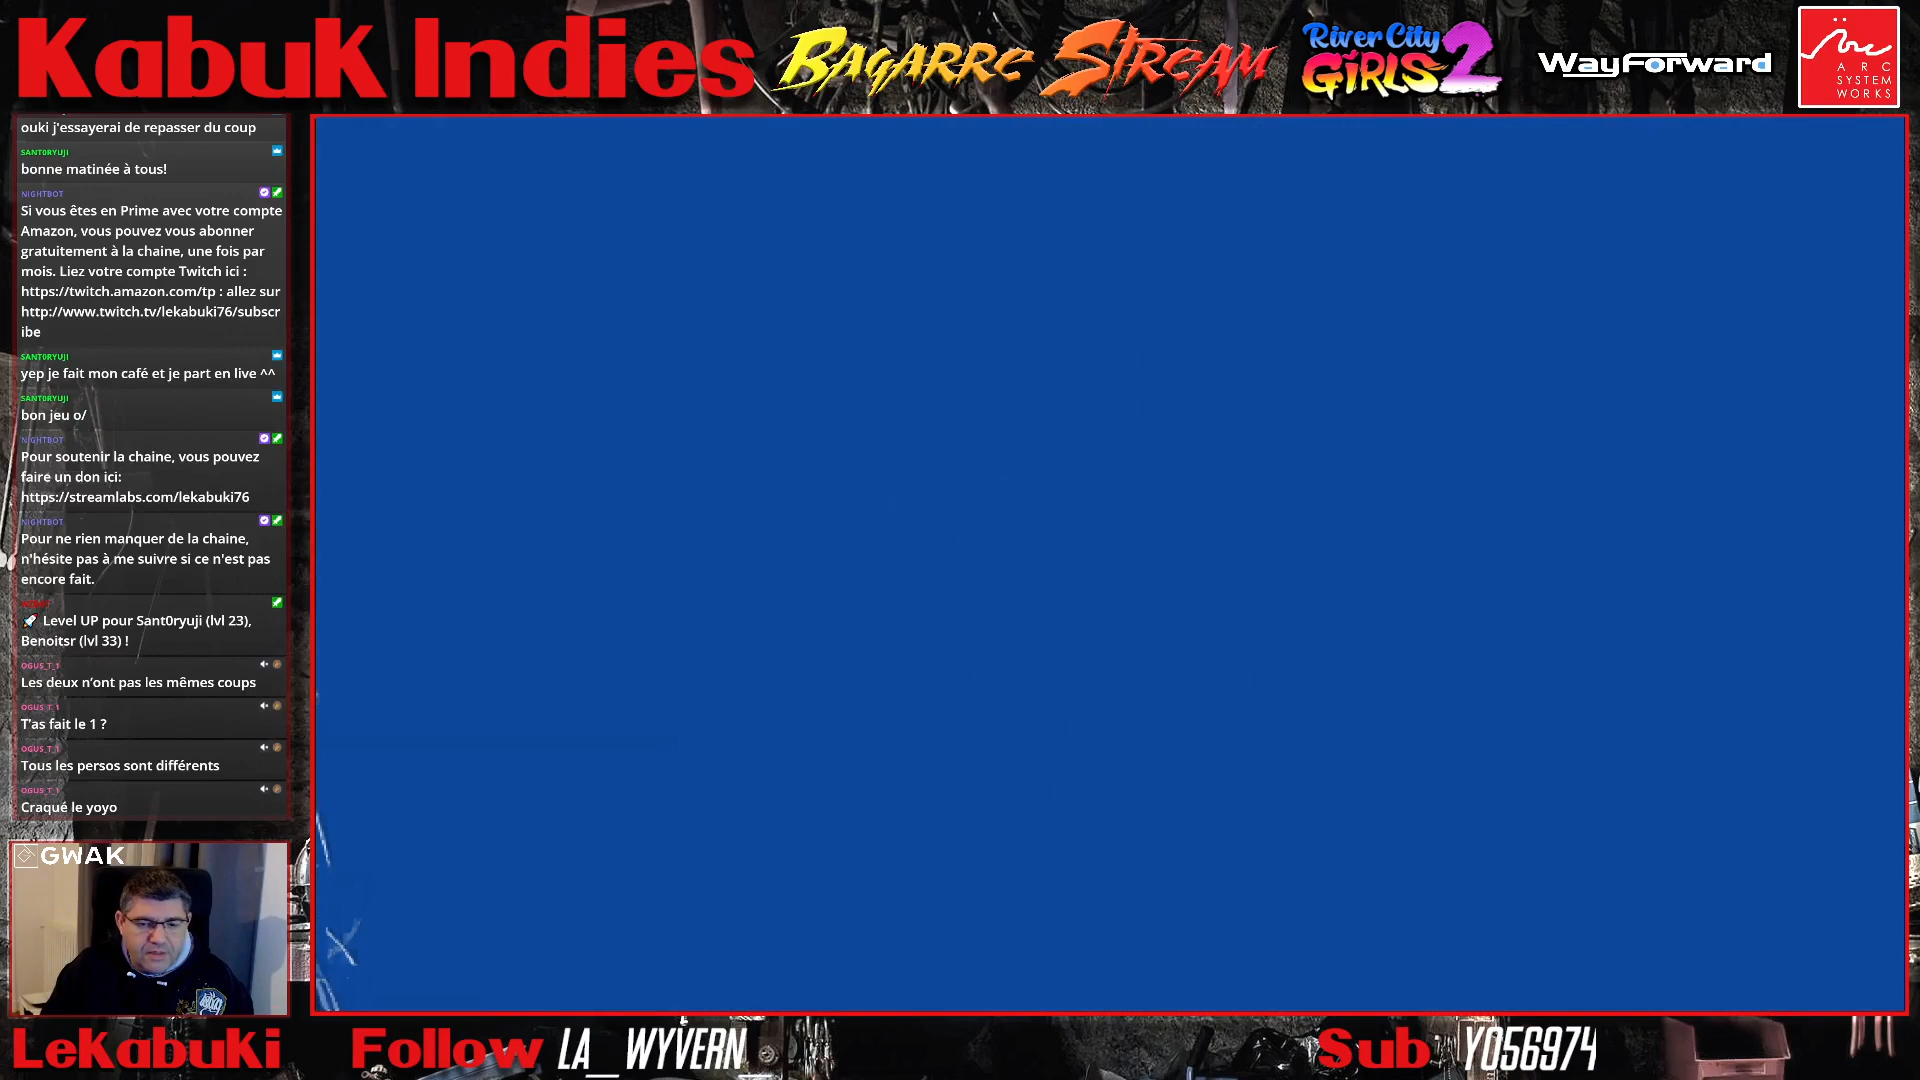 Kabuk Indies
BAGARRE STREAM
River City
GIRLS 2
WayForward
ARC
SYSTEM
WORKS
ouki j'essayerai de repasser du coup
SANT0RYUJI
bonne matinée à tous!
NIGHTBOT
Si vous êtes en Prime avec votre compte
Amazon, vous pouvez vous abonner
gratuitement à la chaine, une fois par
mois. Liez votre compte Twitch ici :
https://twitch.amazon.com/tp : allez sur
http://www.twitch.tv/lekabuki76/subscr
ibe
SANT0RYUJI
yep je fait mon café et je part en live ^^
SANT0RYUJI
bon jeu o/
NIGHTBOT
Pour soutenir la chaine, vous pouvez
faire un don ici:
https://streamlabs.com/lekabuki76
NIGHTBOT
Pour ne rien manquer de la chaine,
n'hésite pas à me suivre si ce n'est pas
encore fait.
🚀 Level UP pour Sant0ryuji (lvl 23),
Benoitsr (lvl 33) !
OGUS_T_1
Les deux n’ont pas les mêmes coups
OGUS_T_1
T’as fait le 1 ?
OGUS_T_1
Tous les persos sont différents
OGUS_T_1
Craqué le yoyo
GWAK
LeKabuki
Follow LA__WYVERN_
Sub YO56974